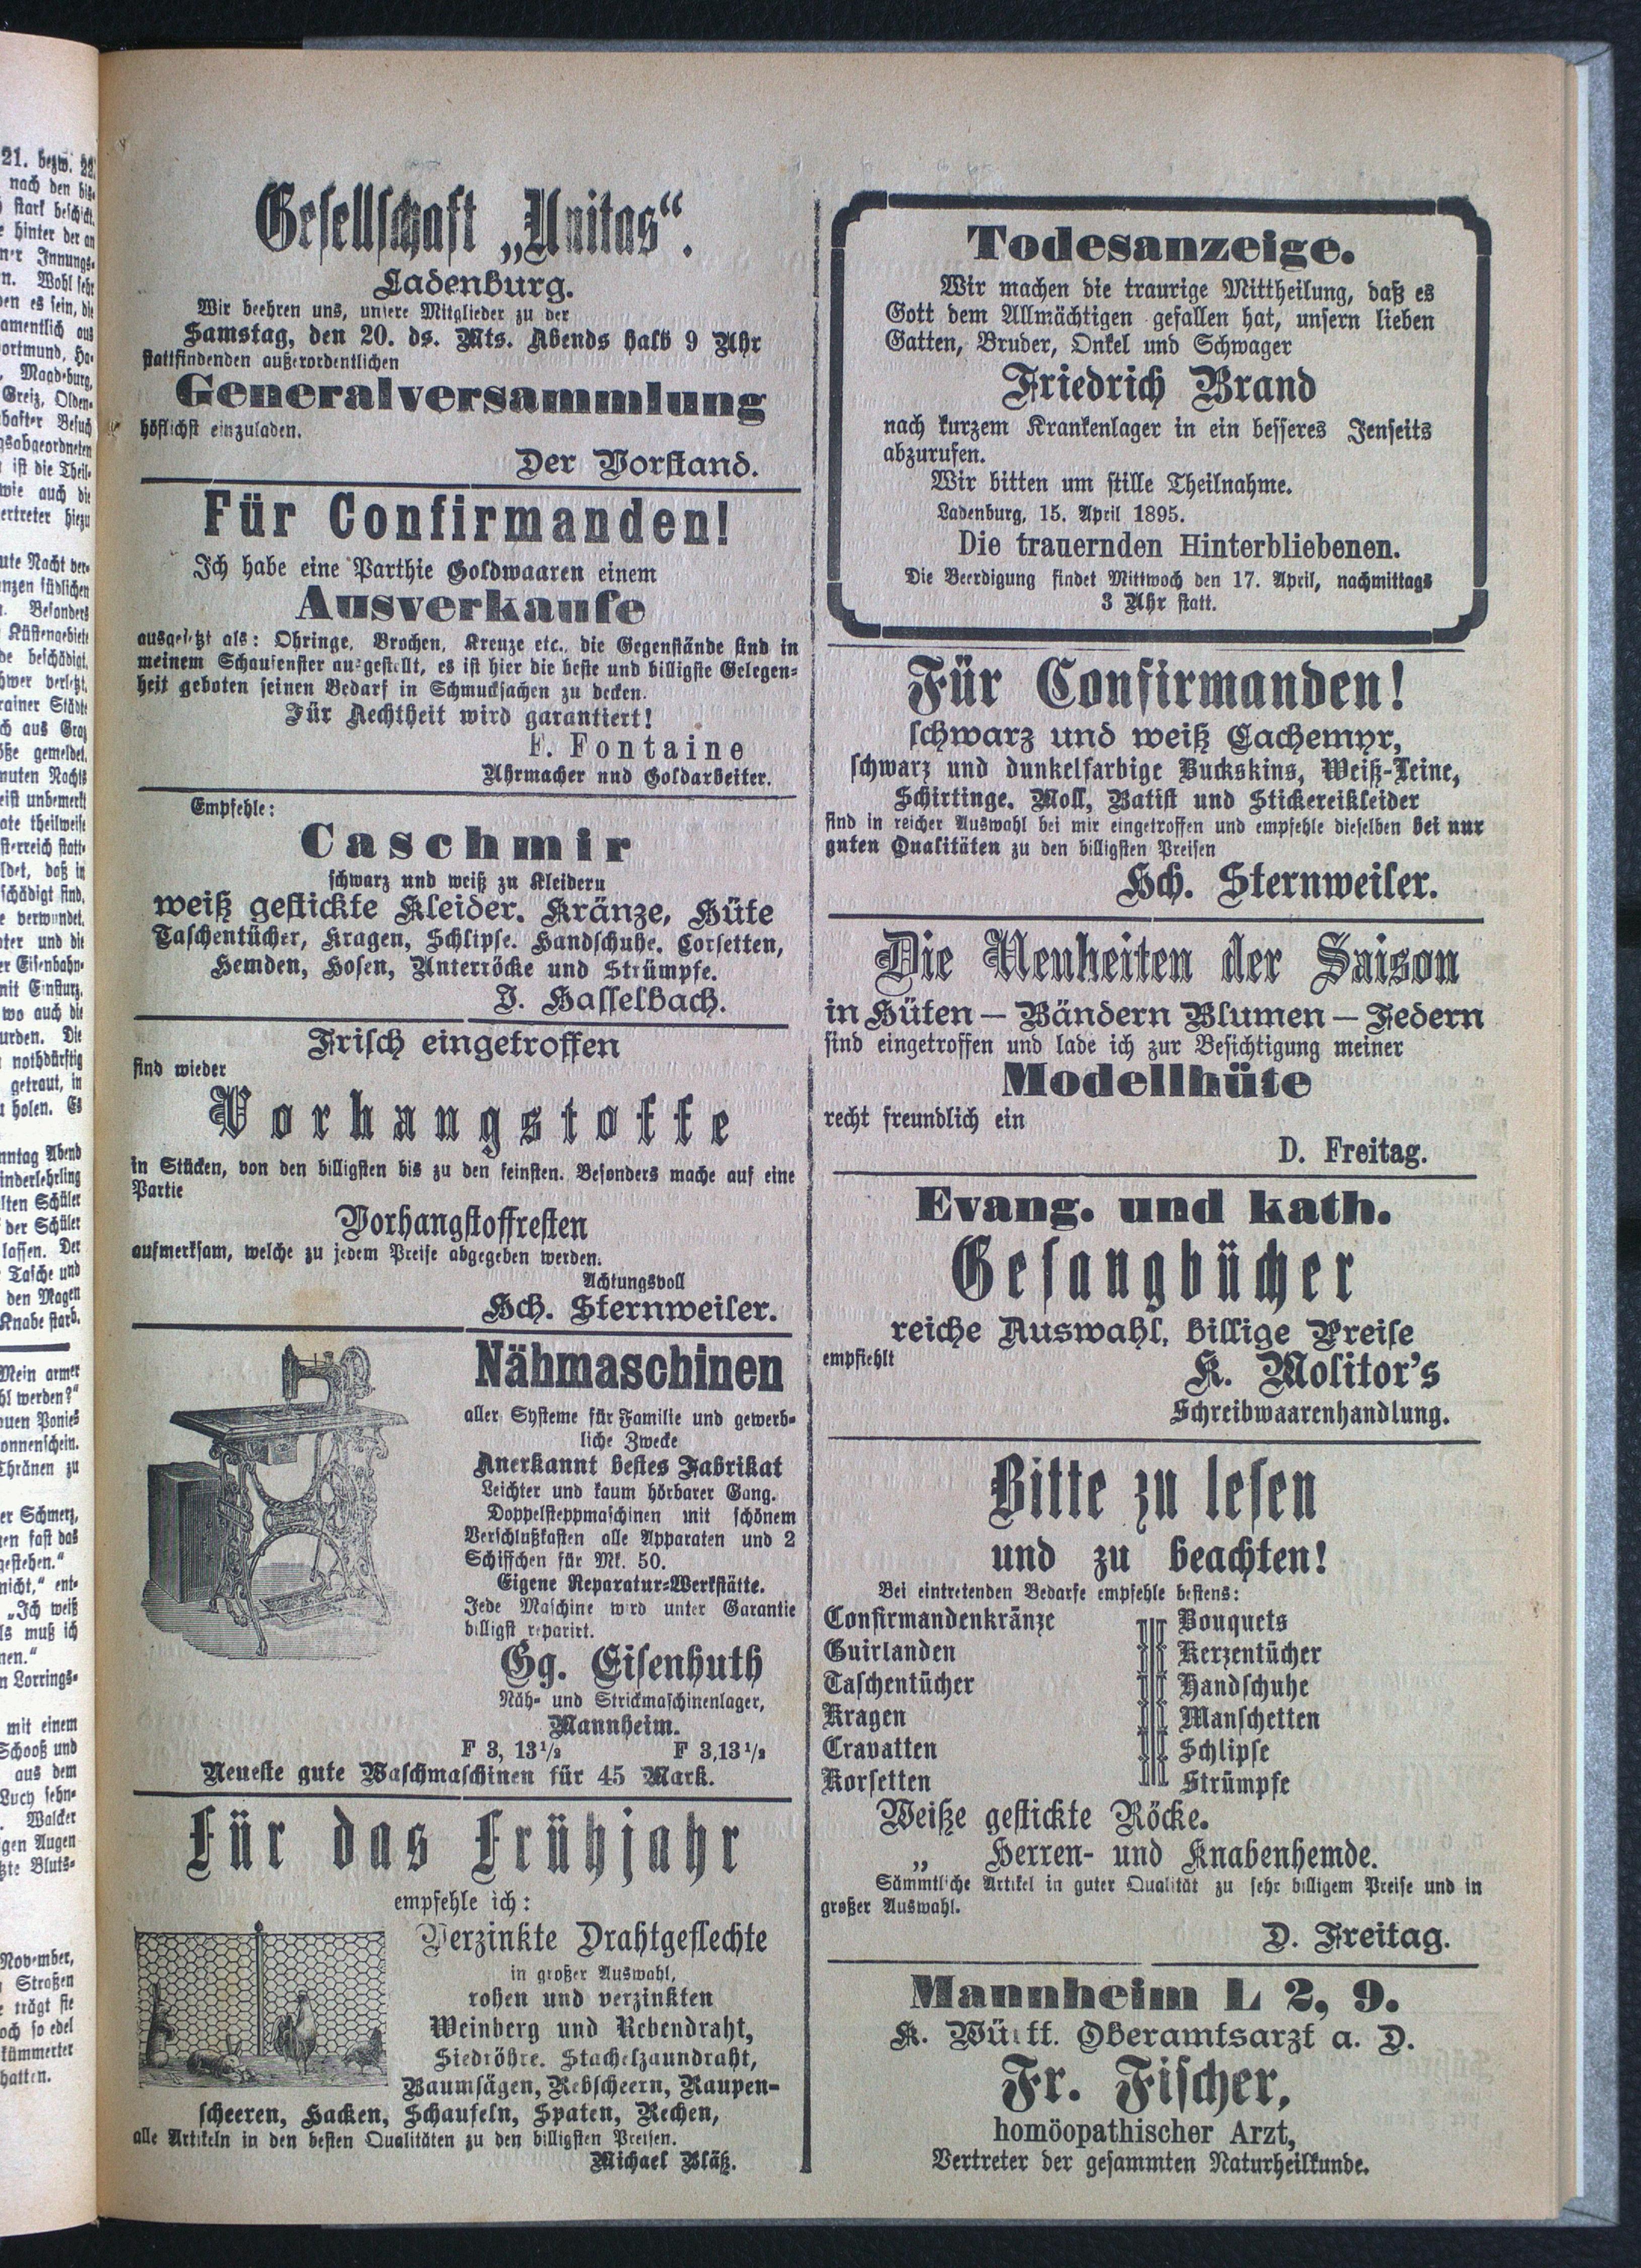 Gesellschaft „Unitas“.
Ladenburg.
Wir beehren uns, unsere Mitglieder zu der
Samstag, den 20. ds. Mts. Abends halb 9 Uhr
stattfindenden außerordentlichen
Generalversammlung
höflichst einzuladen.
Der Vorstand.
Für Confirmanden!
Ich habe eine Parthie Goldwaaren einem
Ausverkaufe
ausgesetzt als: Ohringe, Brochen, Kreuze etc., die Gegenstände sind in
meinem Schaufenster ausgestellt, es ist hier die beste und billigste Gelegen-
heit geboten seinen Bedarf in Schmucksachen zu decken.
Für Aechtheit wird garantiert!
F. Fontaine
Uhrmacher nnd Goldarbeiter.
Empfehle:
Caschmir
schwarz und weiß zu Kleidern
weiß gestickte Kleider. Kränze, Hüte
Taschentücher, Kragen, Schlipse. Handschuhe. Corsetten,
Hemden, Hosen, Unterröcke und Strümpfe.
J. Hasselbach.
Frisch eingetroffen
sind wieder
Vorhangstoffe
in Stücken, von den billigsten bis zu den feinsten. Besonders mache auf eine
Partie
Vorhangstoffresten
aufmerksam, welche zu jedem Preise abgegeben werden.
Achtungsvoll
Hch. Sternweiler.
Nähmaschinen
aller Systeme für Familie und gewerb-
liche Zwecke
Anerkannt bestes Fabrikat
Leichter und kaum hörbarer Gang.
Doppelsteppmaschinen mit schönem
Verschlußkasten alle Apparaten und 2
Schiffchen für Mk. 50.
Eigene Reparatur-Werkstätte.
Jede Maschine wird unter Garantie
billigst reparirt.
Gg. Eisenhuth
Näh- und Strickmaschinenlager,
Mannheim.
F 3, 13½ F 3,13½
Neueste gute Waschmaschinen für 45 Mark.
Für das Frühjahr
empfehle ich:
Verzinkte Drahtgeflechte
in großer Auswahl,
rohen und verzinkten
Weinberg und Rebendraht,
Siedröhre. Stachelzaundraht,
Baumsägen, Rebscheern, Raupen-
scheeren, Hacken, Schaufeln, Spaten, Rechen,
alle Artikeln in den besten Qualitäten zu den billigsten Preisen.
Michael Bläß.
Todesanzeige.
Wir machen die traurige Mittheilung, daß es
Gott dem Allmächtigen gefallen hat, unsern lieben
Gatten, Bruder, Onkel und Schwager
Friedrich Brand
nach kurzem Krankenlager in ein besseres Jenseits
abzurufen.
Wir bitten um stille Theilnahme.
Ladenburg, 15. April 1895.
Die trauernden Hinterbliebenen.
Die Beerdigung findet Mittwoch den 17. April, nachmittags
3 Uhr statt.
Für Confirmanden!
schwarz und weiß Cachemyr,
schwarz und dunkelfarbige Buckskins, Weiß-Leine,
Schirtinge. Moll, Batist und Stickereikleider
sind in reicher Auswahl bei mir eingetroffen und empfehle dieselben bei nur
guten Qualitäten zu den billigsten Preisen
Hch. Sternweiler.
Die Neuheiten der Saison
in Hüten — Bändern Blumen — Federn
sind eingetroffen und lade ich zur Besichtigung meiner
Modellhüte
recht freundlich ein
D. Freitag.
Evang. und kath.
Gesangbücher
reiche Auswahl, billige Preise
empfiehlt
K. Molitor's
Schreibwaarenhandlung.
Bitte zu lesen
und zu beachten!
Bei eintretenden Bedarfe empfehle bestens:
Confirmandenkränze Bouquets
Guirlanden Kerzentücher
Taschentücher Handschuhe
Kragen Manschetten
Cravatten Schlipse
Korsetten Strümpfe
Weiße gestickte Röcke.
„ Herren- und Knabenhemde.
Sämmtliche Artikel in guter Qualität zu sehr billigem Preise und in
großer Auswahl.
D. Freitag.
Mannheim L 2, 9.
K. Württ. Oberamtsarzt a. D.
Fr. Fischer,
homöopathischer Arzt,
Vertreter der gesammten Naturheilkunde.